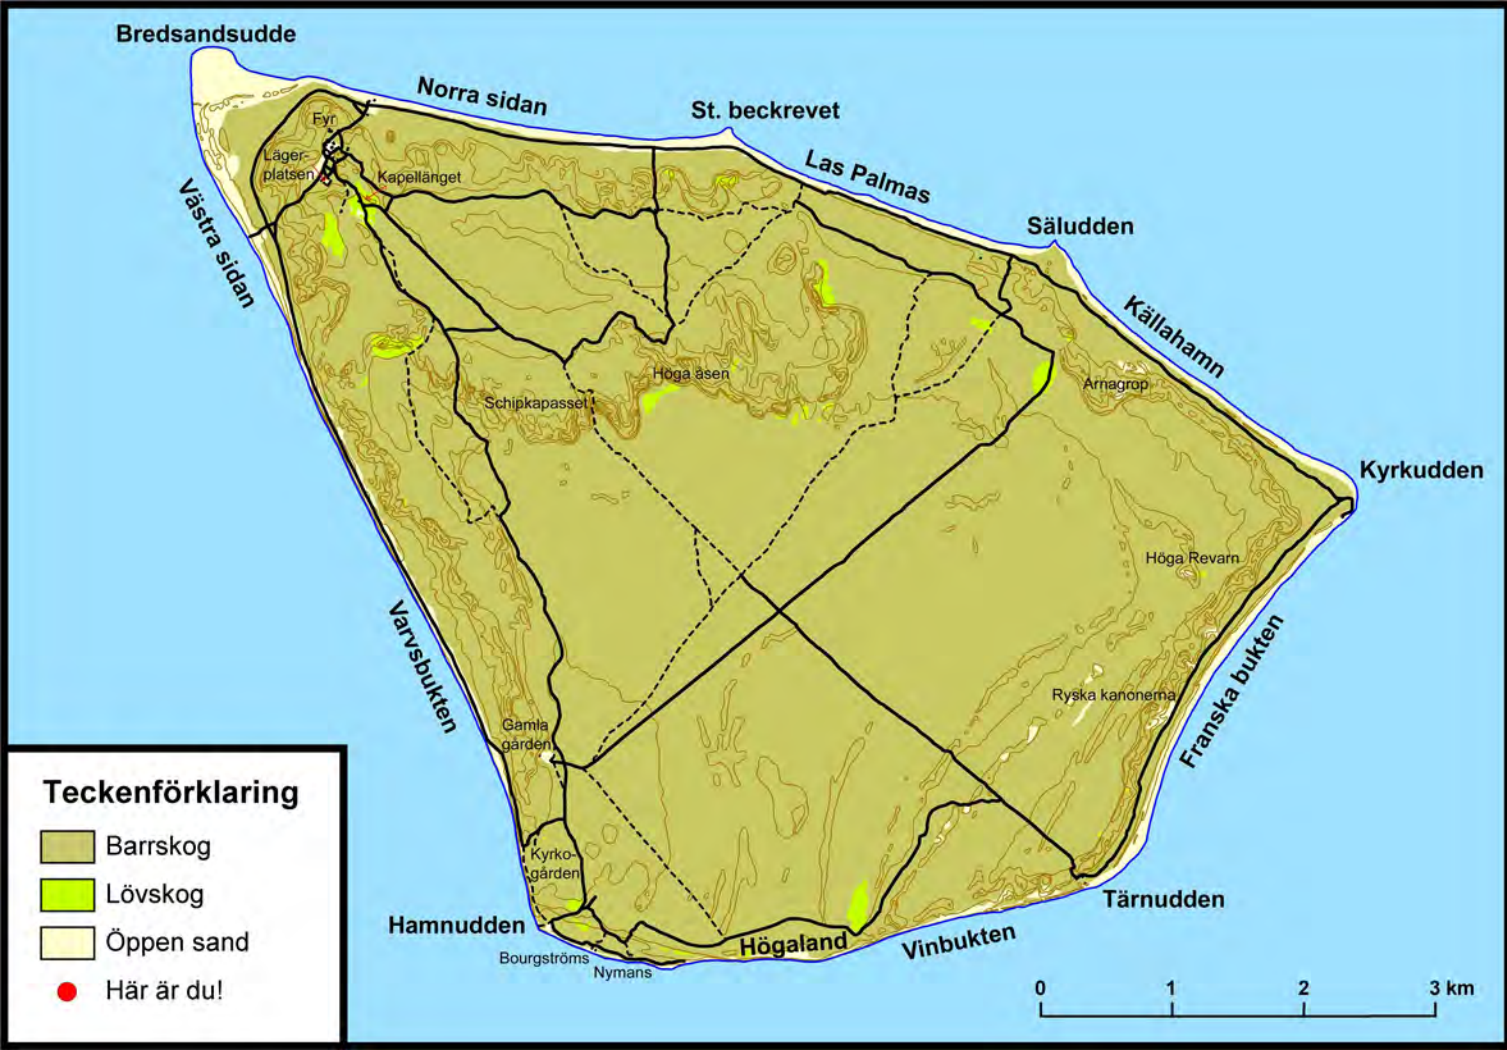 Bredsandsudde
Norra sidan
St. beckrevet
Fyr
Läger-
platsen
Kapellänget
Las Palmas
Västra sidan
Säludden
Källahamn
Höga åsen
Arnagrop
Schipkapasset
Kyrkudden
Höga Revarn
Varvsbukten
Ryska kanonerna
Franska bukten
Gamla
gården
Kyrko-
gården
Hamnudden
Tärnudden
Högaland
Vinbukten
Bourgströms
Nymans
Teckenförklaring
Barrskog
Lövskog
Öppen sand
Här är du!
0 1 2 3 km